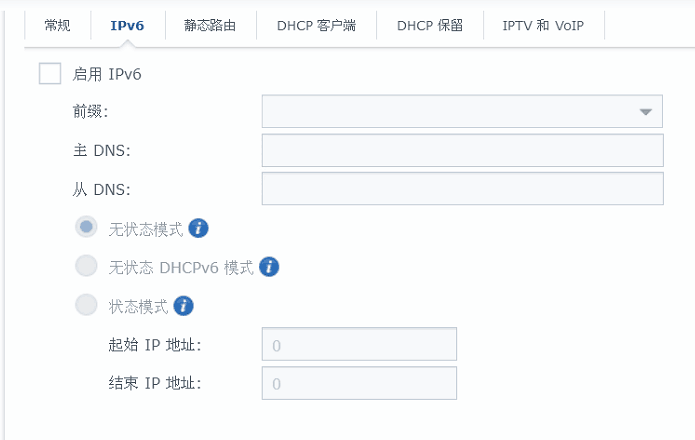 常规 IPv6 静态路由 DHCP 客户端 DHCP 保留 IPTV 和 VoIP
启用 IPv6
前缀:
主 DNS:
从 DNS:
无状态模式 i
无状态 DHCPv6 模式 i
状态模式 i
起始 IP 地址: 0
结束 IP 地址: 0